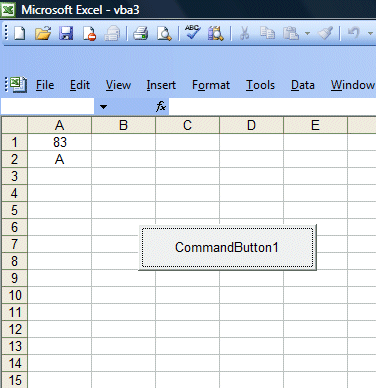 Microsoft Excel - vba3
ABC
File Edit View Insert Format Tools Data Window
fx
A B C D E
1 83
2 A
3
4
5
6
7 CommandButton1
8
9
10
11
12
13
14
15